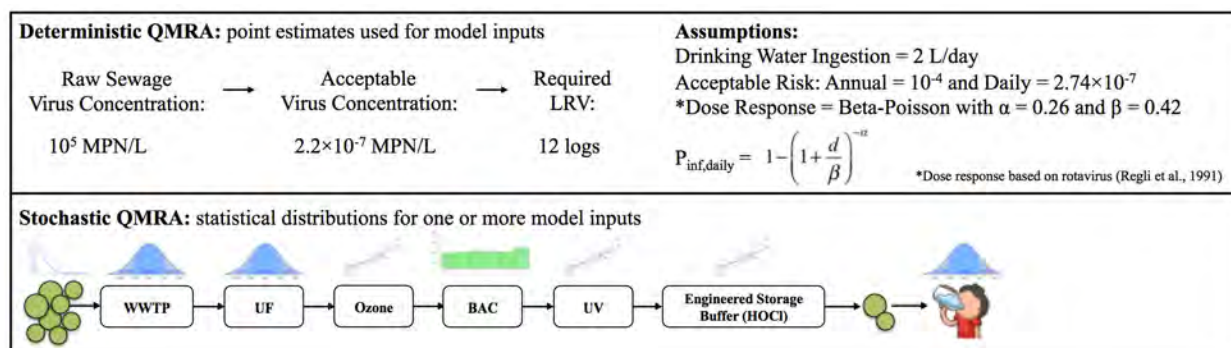 Deterministic QMRA: point estimates used for model inputs
Raw Sewage
Virus Concentration:
10⁵ MPN/L
Acceptable
Virus Concentration:
2.2×10⁻⁷ MPN/L
Required
LRV:
12 logs
Assumptions:
Drinking Water Ingestion = 2 L/day
Acceptable Risk: Annual = 10⁻⁴ and Daily = 2.74×10⁻⁷
*Dose Response = Beta-Poisson with α = 0.26 and β = 0.42
P_inf,daily = 1-(1+d/β)^-α
*Dose response based on rotavirus (Regli et al., 1991)
Stochastic QMRA: statistical distributions for one or more model inputs
WWTP
UF
Ozone
BAC
UV
Engineered Storage
Buffer (HOCl)